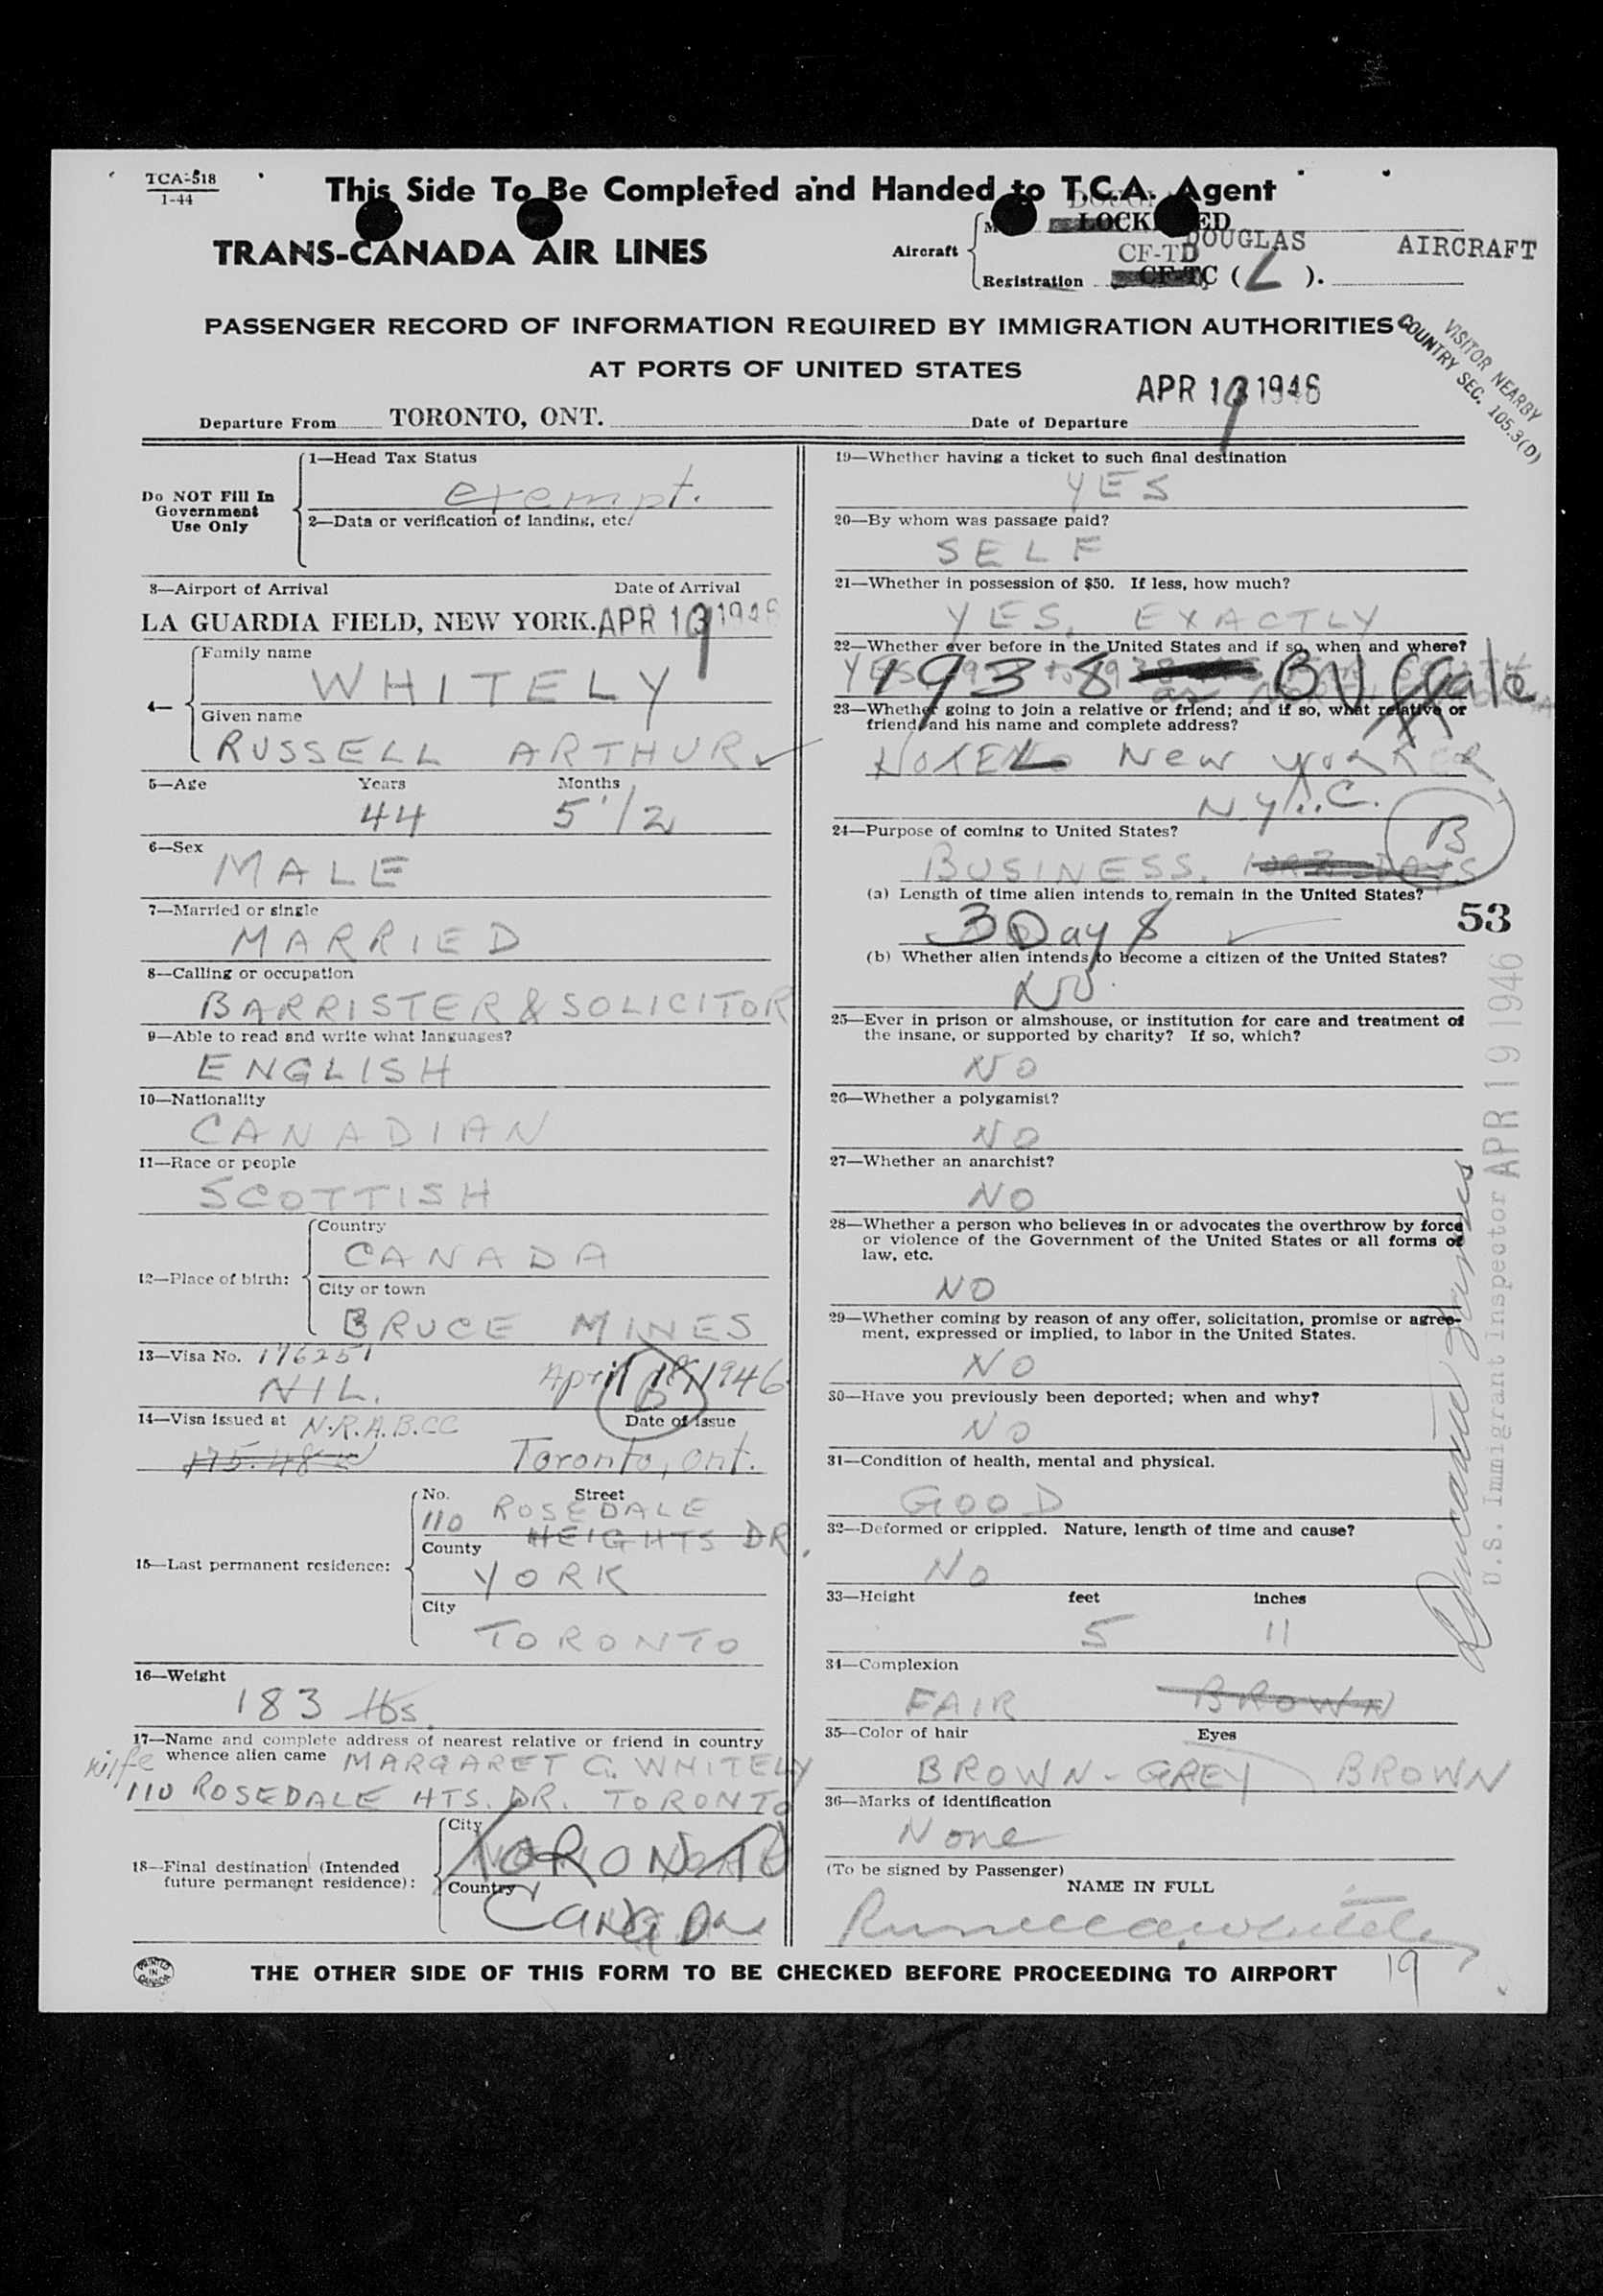 TCA-518
1-44
This Side To Be Completed and Handed to T.C.A. Agent
TRANS-CANADA AIR LINES
Aircraft
DOUGLAS AIRCRAFT
CF-TD
Registration CF-TC ( L ).
PASSENGER RECORD OF INFORMATION REQUIRED BY IMMIGRATION AUTHORITIES
AT PORTS OF UNITED STATES
VISITOR NEARBY
COUNTRY SEC. 105.3(D)
APR 19 1946
Departure From TORONTO, ONT. Date of Departure
Do NOT Fill In
Government
Use Only
1—Head Tax Status
exempt.
2—Data or verification of landing, etc.
3—Airport of Arrival Date of Arrival
LA GUARDIA FIELD, NEW YORK. APR 19 1946
4—
Family name
WHITELY
Given name
RUSSELL ARTHUR
5—Age Years Months
44 5 1/2
6—Sex
MALE
7—Married or single
MARRIED
8—Calling or occupation
BARRISTER & SOLICITOR
9—Able to read and write what languages?
ENGLISH
10—Nationality
CANADIAN
11—Race or people
SCOTTISH
12—Place of birth:
Country
CANADA
City or town
BRUCE MINES
13—Visa No. 176251
NIL. April 18, 1946
B
14—Visa issued at N.R.A.B.CC Date of issue
Toronto, Ont.
15—Last permanent residence:
No. Street
110 ROSEDALE
HEIGHTS DR.
County
YORK
City
TORONTO
16—Weight
183 lbs.
17—Name and complete address of nearest relative or friend in country
whence alien came MARGARET G. WHITELY
wife
110 ROSEDALE HTS. DR. TORONTO
18—Final destination (Intended
future permanent residence):
City
TORONTO
Country
CANADA
19—Whether having a ticket to such final destination
YES
20—By whom was passage paid?
SELF
21—Whether in possession of $50. If less, how much?
YES, EXACTLY
22—Whether ever before in the United States and if so, when and where?
YES 1938 Buffalo
23—Whether going to join a relative or friend; and if so, what relative or
friend and his name and complete address?
HOTEL New YORKER
N.Y.C.
24—Purpose of coming to United States?
BUSINESS. DAYS
B
(a) Length of time alien intends to remain in the United States?
3 Days
53
(b) Whether alien intends to become a citizen of the United States?
NO
25—Ever in prison or almshouse, or institution for care and treatment of
the insane, or supported by charity? If so, which?
NO
26—Whether a polygamist?
NO
27—Whether an anarchist?
NO
28—Whether a person who believes in or advocates the overthrow by force
or violence of the Government of the United States or all forms of
law, etc.
NO
29—Whether coming by reason of any offer, solicitation, promise or agree-
ment, expressed or implied, to labor in the United States.
NO
30—Have you previously been deported; when and why?
NO
31—Condition of health, mental and physical.
GOOD
32—Deformed or crippled. Nature, length of time and cause?
NO
33—Height feet inches
5 11
34—Complexion
FAIR BROWN
35—Color of hair Eyes
BROWN-GREY BROWN
36—Marks of identification
None
(To be signed by Passenger)
NAME IN FULL
Russell A. Whitely
U.S. Immigrant Inspector APR 19 1946
PRINTED
IN
CANADA
THE OTHER SIDE OF THIS FORM TO BE CHECKED BEFORE PROCEEDING TO AIRPORT
19